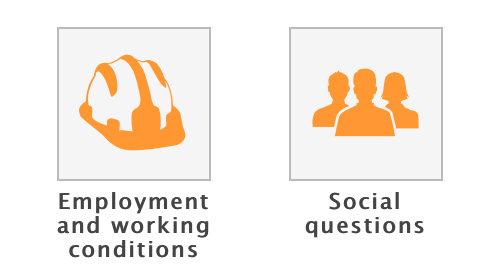 Employment
and working
conditions
Social
questions